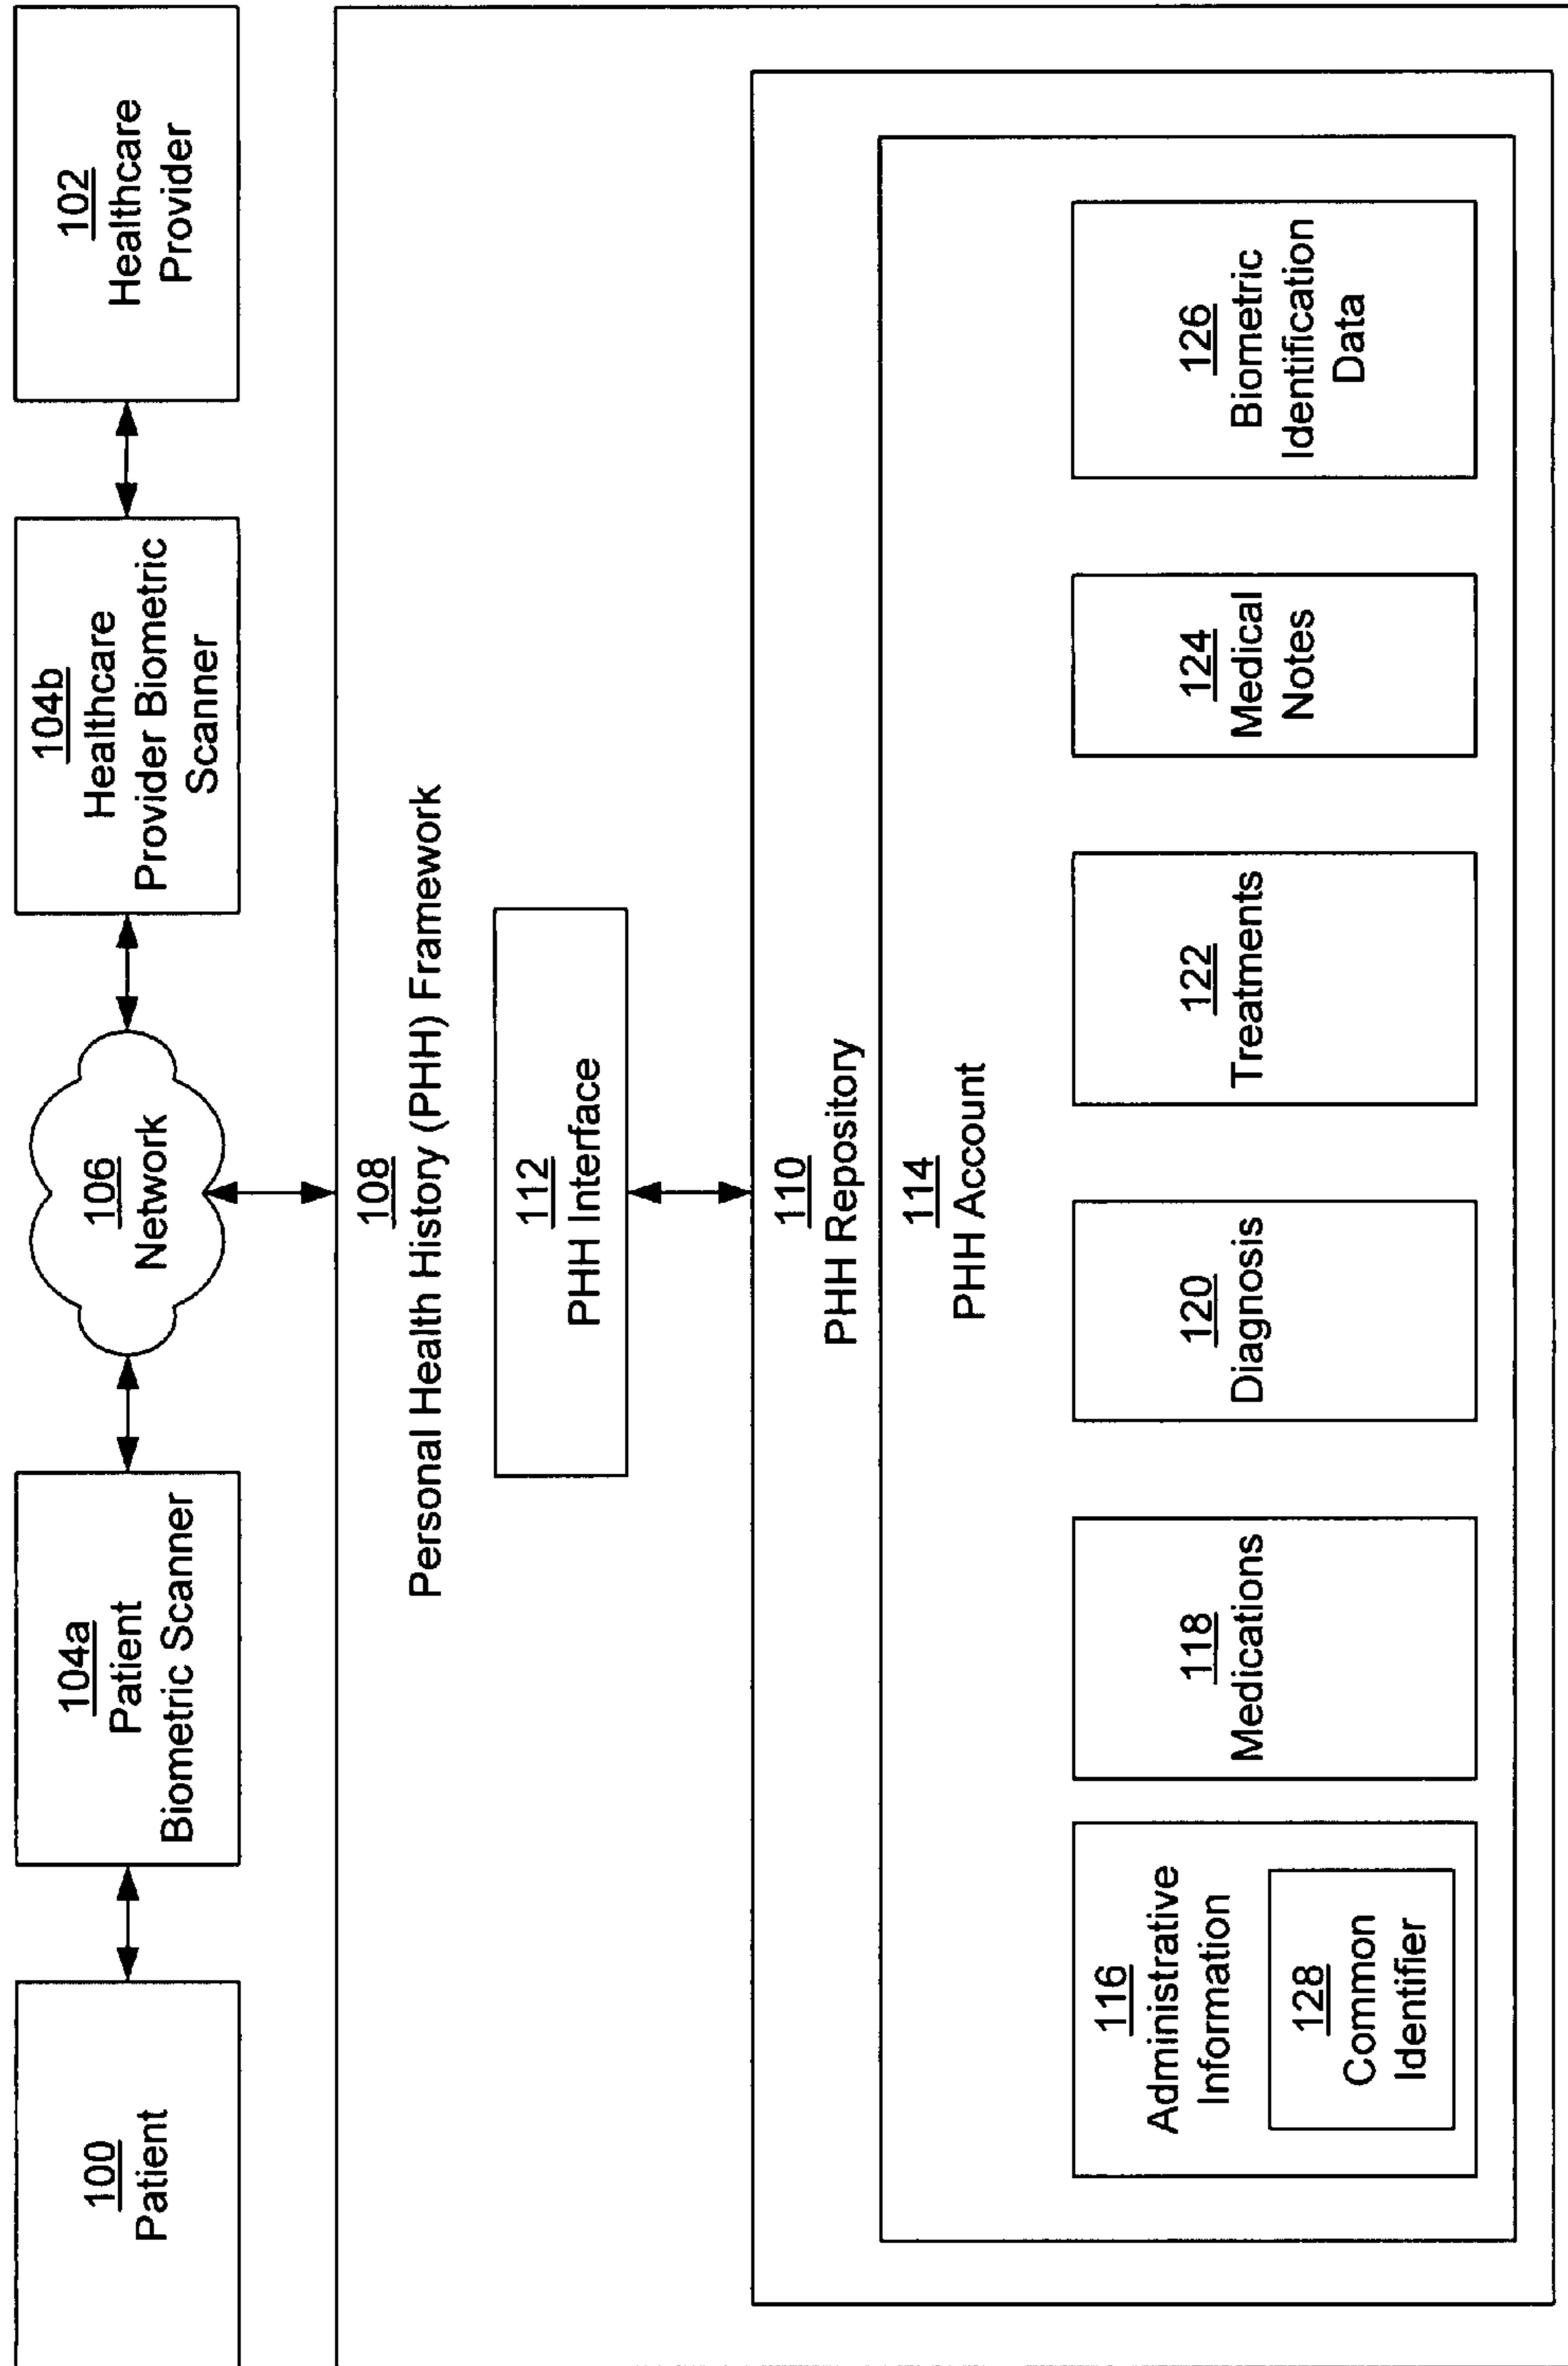 100
Patient
104a
Patient
Biometric Scanner
106
Network
104b
Healthcare
Provider Biometric
Scanner
102
Healthcare
Provider
108
Personal Health History (PHH) Framework
112
PHH Interface
110
PHH Repository
114
PHH Account
116
Administrative
Information
128
Common
Identifier
118
Medications
120
Diagnosis
122
Treatments
124
Medical
Notes
126
Biometric
Identification
Data